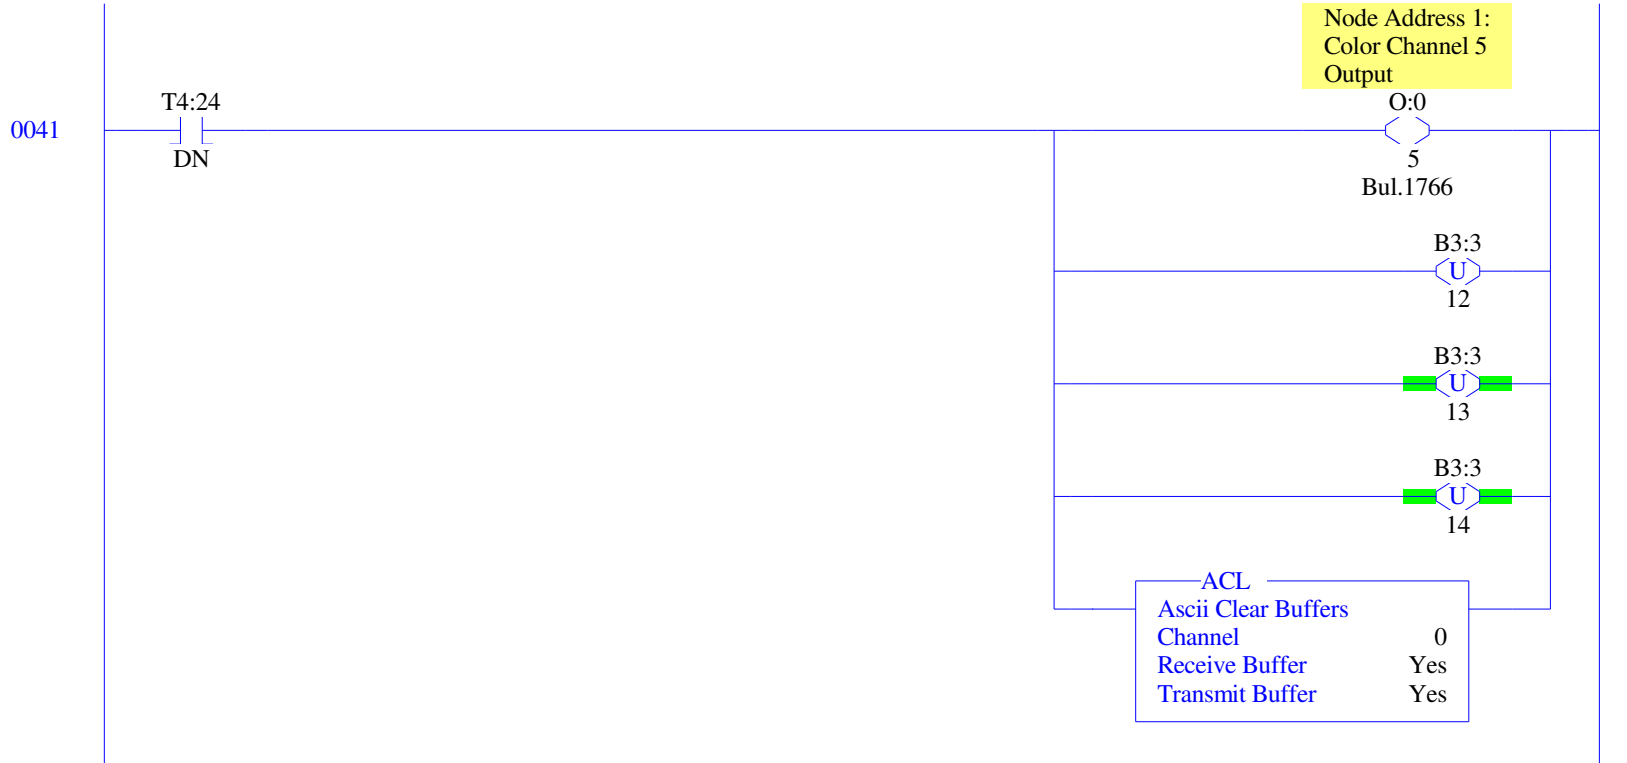 Node Address 1:
Color Channel 5
Output
T4:24
O:0
0041
DN
5
Bul.1766
B3:3
U
12
B3:3
U
13
B3:3
U
14
ACL
Ascii Clear Buffers
Channel 0
Receive Buffer Yes
Transmit Buffer Yes